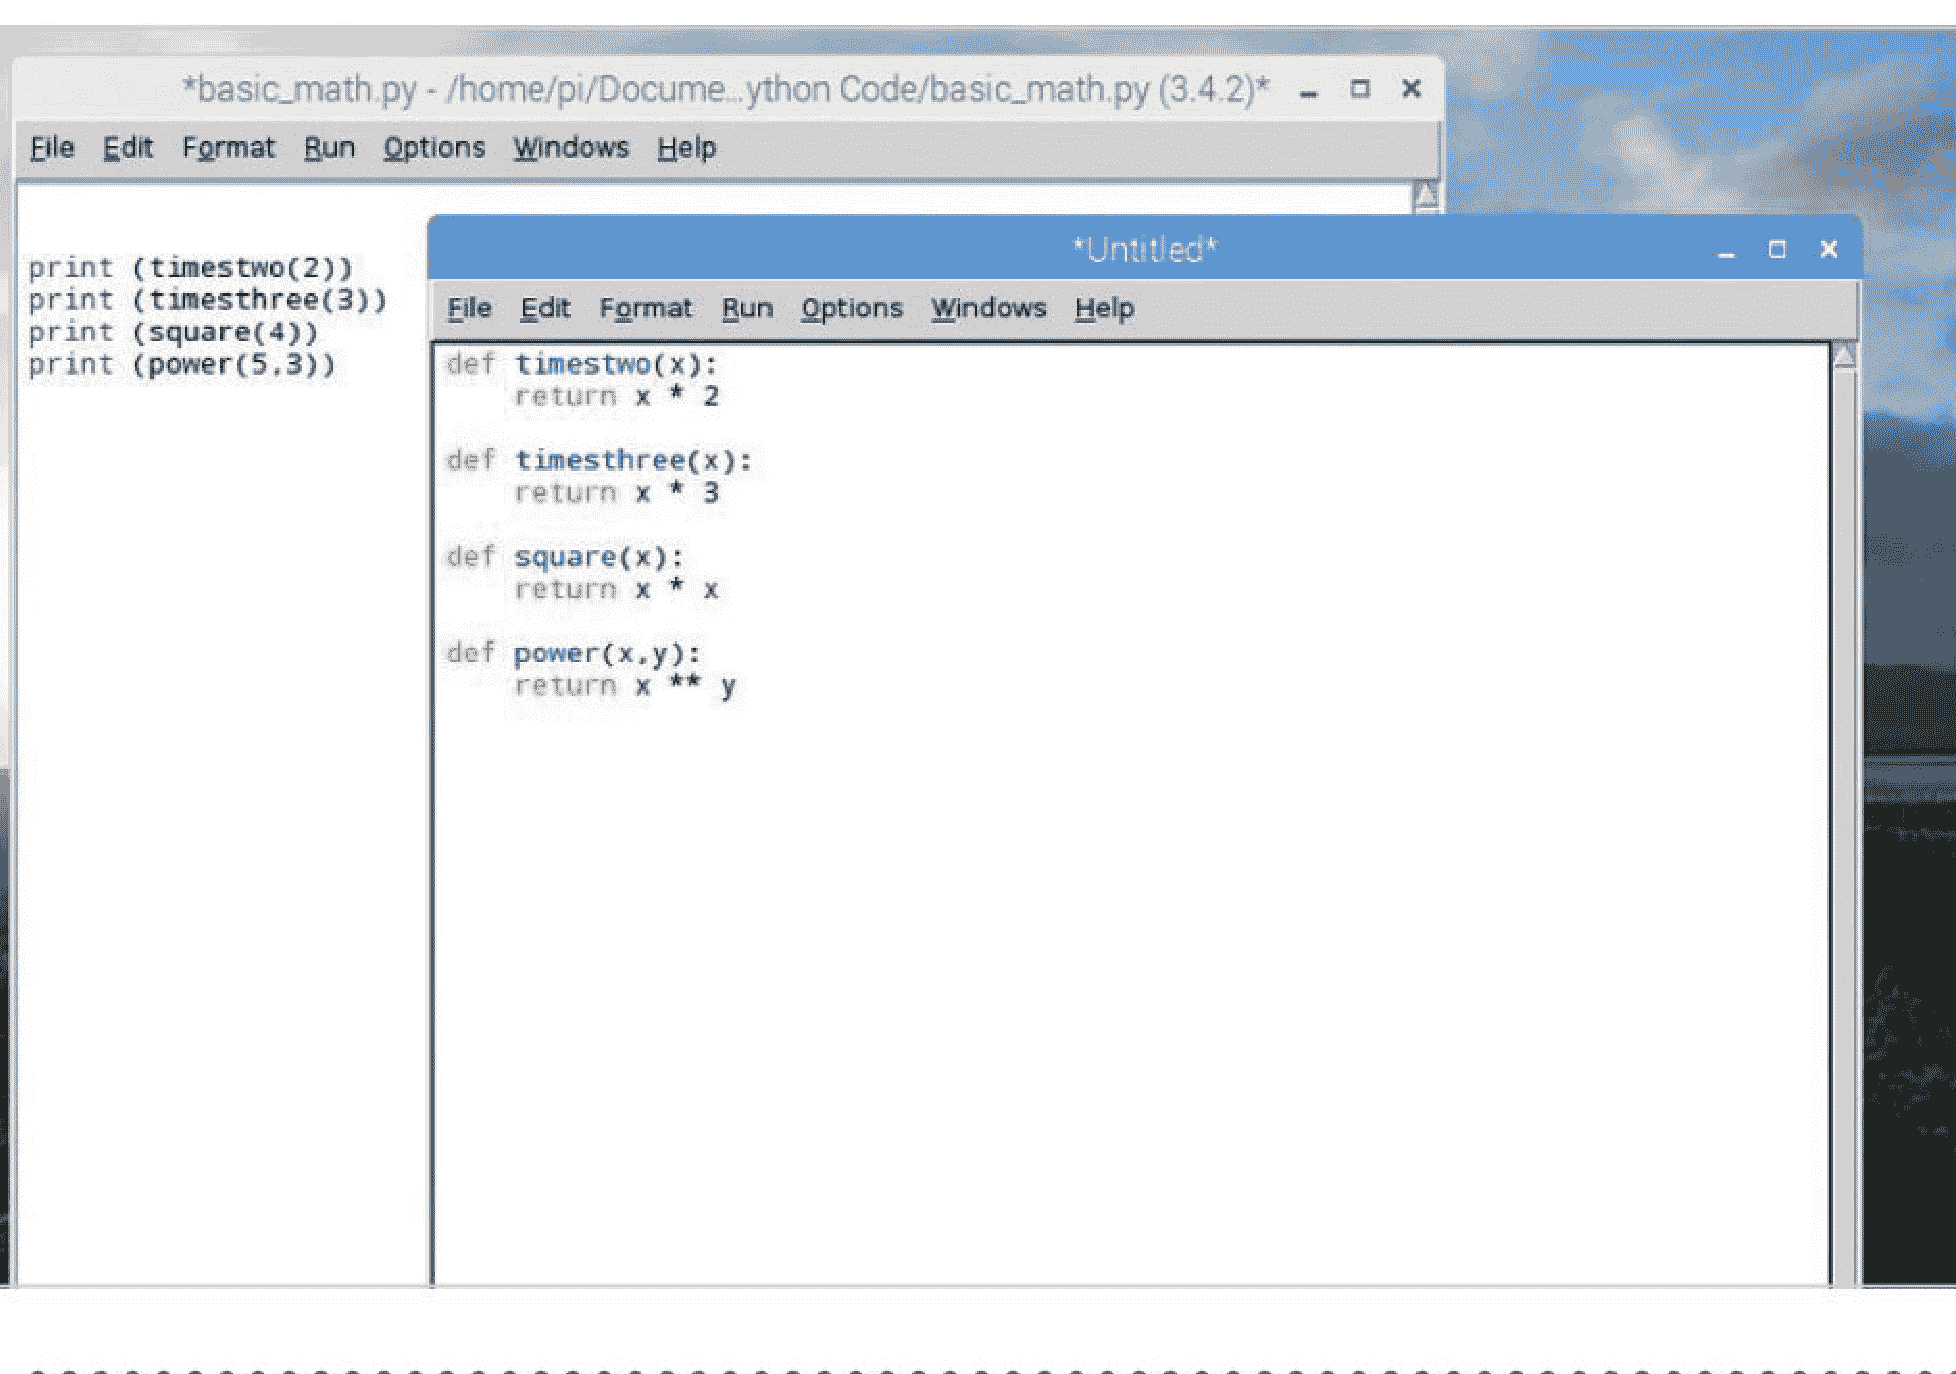 *basic_math.py - /home/pi/Docume...ython Code/basic_math.py (3.4.2)*
File Edit Format Run Options Windows Help
print (timestwo(2))
print (timesthree(3))
print (square(4))
print (power(5,3))
*Untitled*
File Edit Format Run Options Windows Help
def timestwo(x):
    return x * 2
def timesthree(x):
    return x * 3
def square(x):
    return x * x
def power(x,y):
    return x ** y